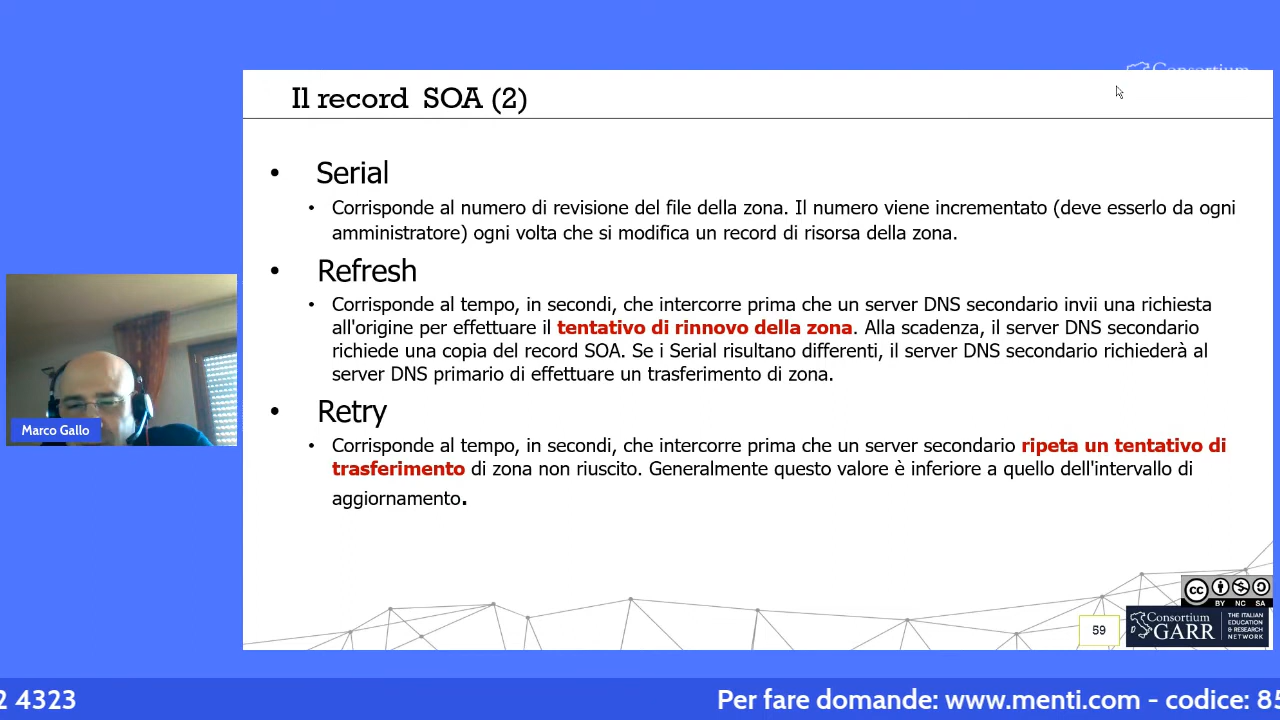 Consortium
Il record SOA (2)
• Serial
• Corrisponde al numero di revisione del file della zona. Il numero viene incrementato (deve esserlo da ogni
amministratore) ogni volta che si modifica un record di risorsa della zona.
• Refresh
• Corrisponde al tempo, in secondi, che intercorre prima che un server DNS secondario invii una richiesta
all'origine per effettuare il tentativo di rinnovo della zona. Alla scadenza, il server DNS secondario
richiede una copia del record SOA. Se i Serial risultano differenti, il server DNS secondario richiederà al
server DNS primario di effettuare un trasferimento di zona.
• Retry
• Corrisponde al tempo, in secondi, che intercorre prima che un server secondario ripeta un tentativo di
trasferimento di zona non riuscito. Generalmente questo valore è inferiore a quello dell'intervallo di
aggiornamento.
Marco Gallo
cc
BY NC SA
59
Consortium
GARR
THE ITALIAN
EDUCATION
& RESEARCH
NETWORK
2 4323
Per fare domande: www.menti.com - codice: 85